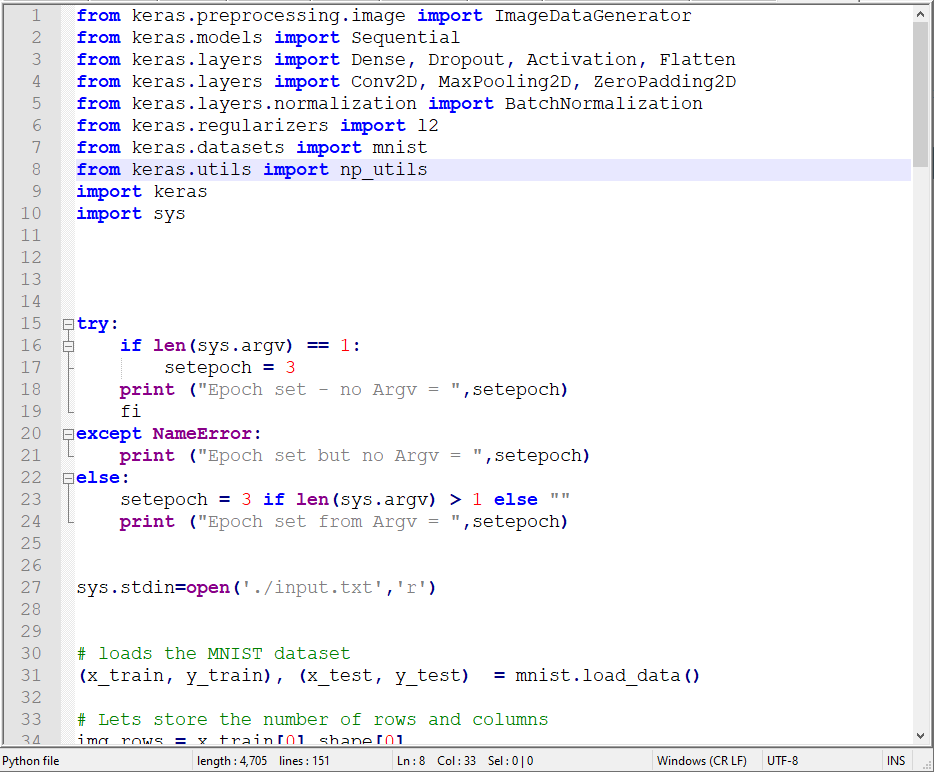 1 from keras.preprocessing.image import ImageDataGenerator
2 from keras.models import Sequential
3 from keras.layers import Dense, Dropout, Activation, Flatten
4 from keras.layers import Conv2D, MaxPooling2D, ZeroPadding2D
5 from keras.layers.normalization import BatchNormalization
6 from keras.regularizers import l2
7 from keras.datasets import mnist
8 from keras.utils import np_utils
9 import keras
10 import sys
11
12
13
14
15 try:
16     if len(sys.argv) == 1:
17         setepoch = 3
18     print ("Epoch set - no Argv = ",setepoch)
19     fi
20 except NameError:
21     print ("Epoch set but no Argv = ",setepoch)
22 else:
23     setepoch = 3 if len(sys.argv) > 1 else ""
24     print ("Epoch set from Argv = ",setepoch)
25
26
27 sys.stdin=open('./input.txt','r')
28
29
30 # loads the MNIST dataset
31 (x_train, y_train), (x_test, y_test)  = mnist.load_data()
32
33 # Lets store the number of rows and columns
34 img_rows = x_train[0].shape[0]
Python file length : 4,705 lines : 151 Ln : 8 Col : 33 Sel : 0 | 0 Windows (CR LF) UTF-8 INS